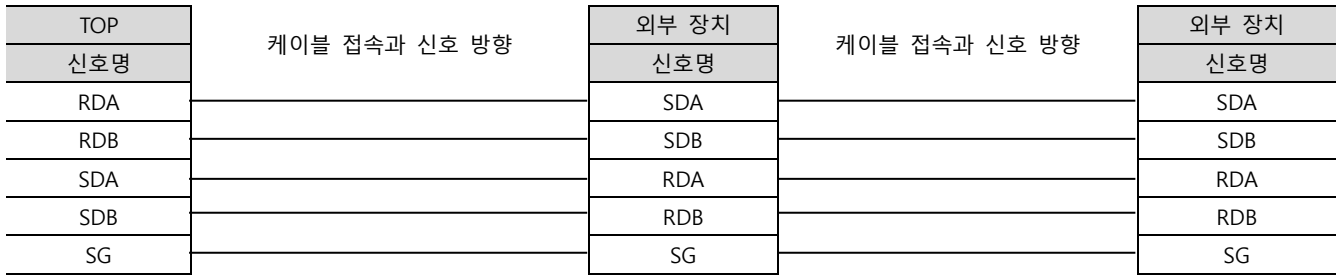 TOP 케이블 접속과 신호 방향 외부 장치 케이블 접속과 신호 방향 외부 장치
신호명 신호명 신호명
RDA SDA SDA
RDB SDB SDB
SDA RDA RDA
SDB RDB RDB
SG SG SG